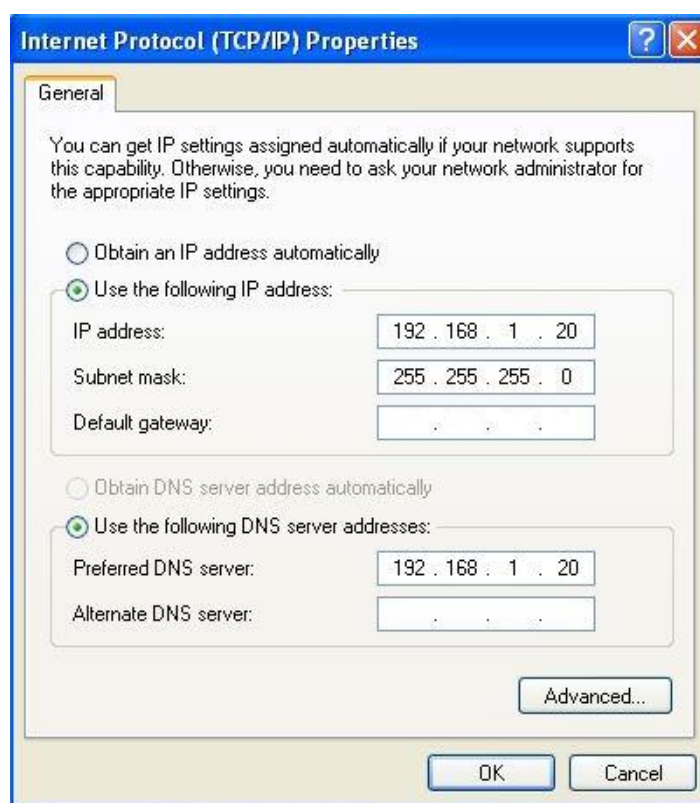 Internet Protocol (TCP/IP) Properties
General
You can get IP settings assigned automatically if your network supports
this capability. Otherwise, you need to ask your network administrator for
the appropriate IP settings.
Obtain an IP address automatically
Use the following IP address:
IP address: 192 . 168 . 1 . 20
Subnet mask: 255 . 255 . 255 . 0
Default gateway: . . .
Obtain DNS server address automatically
Use the following DNS server addresses:
Preferred DNS server: 192 . 168 . 1 . 20
Alternate DNS server: . . .
Advanced...
OK Cancel